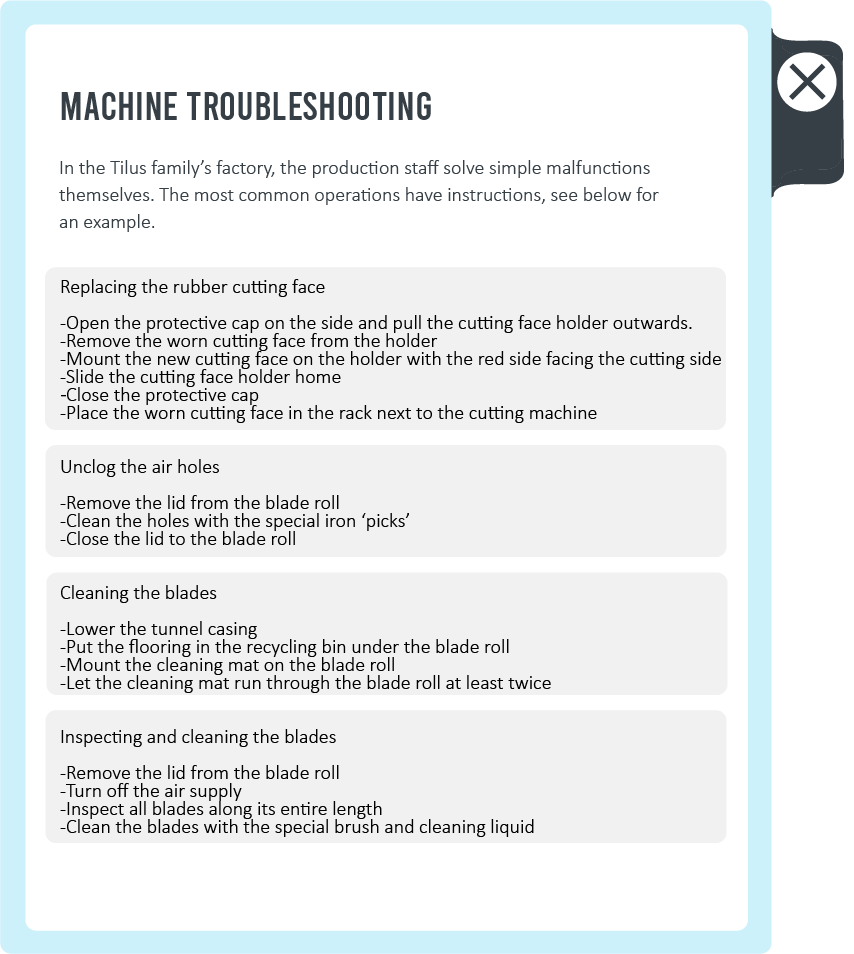 MACHINE TROUBLESHOOTING
In the Tilus family’s factory, the production staff solve simple malfunctions
themselves. The most common operations have instructions, see below for
an example.
Replacing the rubber cutting face
-Open the protective cap on the side and pull the cutting face holder outwards.
-Remove the worn cutting face from the holder
-Mount the new cutting face on the holder with the red side facing the cutting side
-Slide the cutting face holder home
-Close the protective cap
-Place the worn cutting face in the rack next to the cutting machine
Unclog the air holes
-Remove the lid from the blade roll
-Clean the holes with the special iron ‘picks’
-Close the lid to the blade roll
Cleaning the blades
-Lower the tunnel casing
-Put the flooring in the recycling bin under the blade roll
-Mount the cleaning mat on the blade roll
-Let the cleaning mat run through the blade roll at least twice
Inspecting and cleaning the blades
-Remove the lid from the blade roll
-Turn off the air supply
-Inspect all blades along its entire length
-Clean the blades with the special brush and cleaning liquid